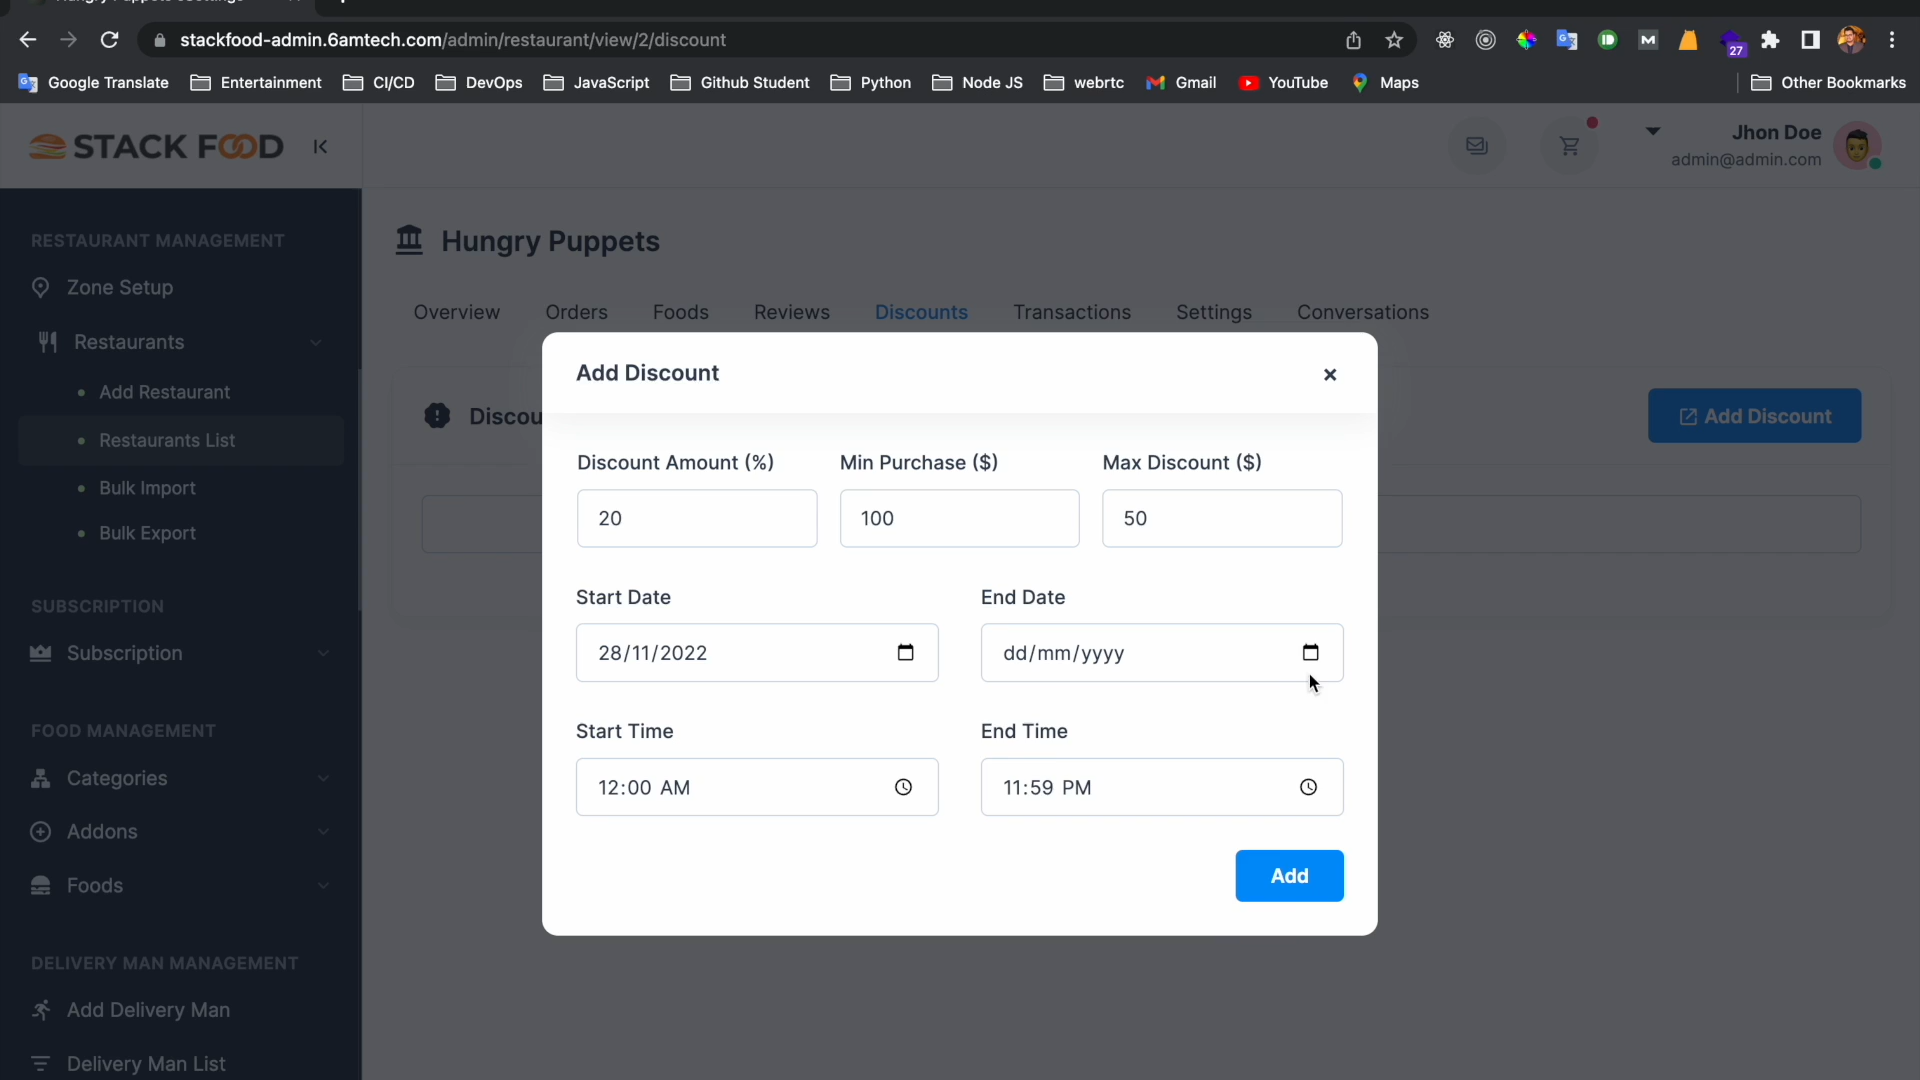 stackfood-admin.6amtech.com/admin/restaurant/view/2/discount
27
Google Translate Entertainment CI/CD DevOps JavaScript Github Student Python Node JS webrtc Gmail YouTube Maps Other Bookmarks
STACK FOOD
Jhon Doe
admin@admin.com
RESTAURANT MANAGEMENT
Zone Setup
Restaurants
Add Restaurant
Restaurants List
Bulk Import
Bulk Export
SUBSCRIPTION
Subscription
FOOD MANAGEMENT
Categories
Addons
Foods
DELIVERY MAN MANAGEMENT
Add Delivery Man
Delivery Man List
Hungry Puppets
Overview Orders Foods Reviews Discounts Transactions Settings Conversations
Discou
Add Discount
Add Discount
Discount Amount (%) Min Purchase ($) Max Discount ($)
20 100 50
Start Date End Date
28/11/2022 dd/mm/yyyy
Start Time End Time
12:00 AM 11:59 PM
Add